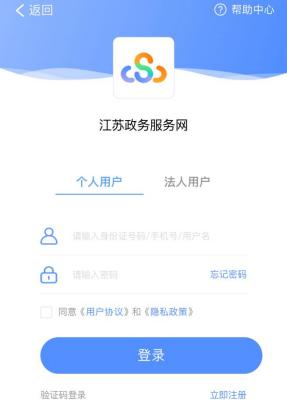 返回 帮助中心
江苏政务服务网
个人用户 法人用户
请输入身份证号码/手机号/用户名
请输入密码 忘记密码
同意《用户协议》和《隐私政策》
登录
验证码登录 立即注册